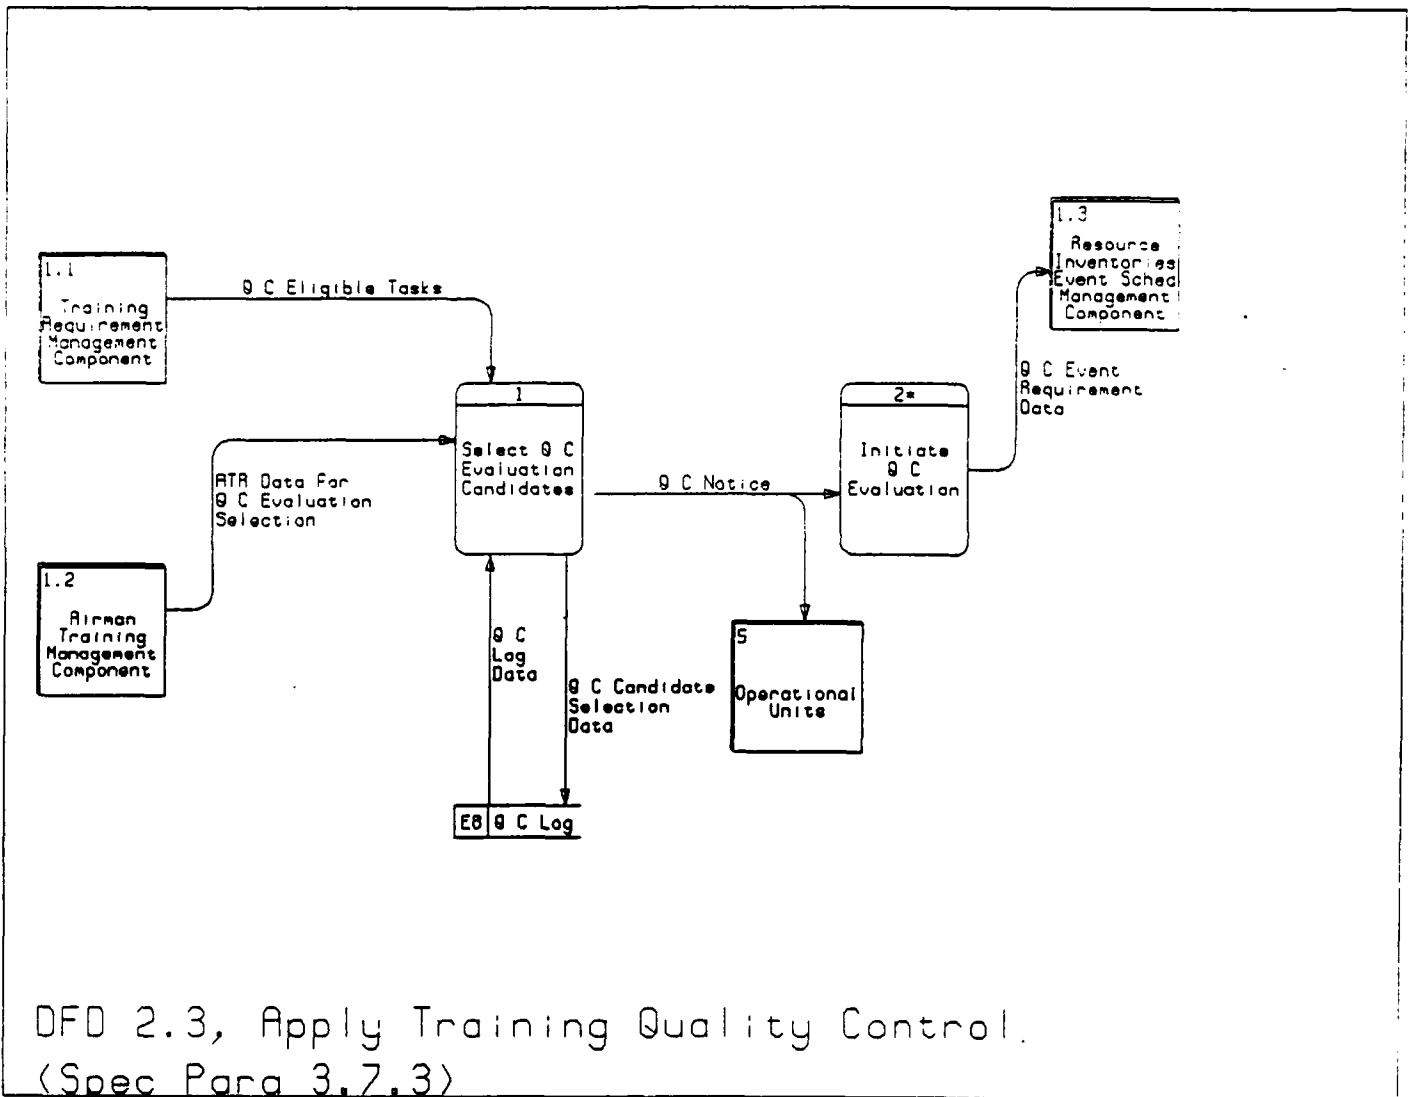 1.1
Training
Requirement
Management
Component
Q C Eligible Tasks
1.3
Resource
Inventories
Event Sched
Management
Component
Q C Event
Requirement
Data
1
Select Q C
Evaluation
Candidates
2*
Initiate
Q C
Evaluation
Q C Notice
ATR Data For
Q C Evaluation
Selection
1.2
Airman
Training
Management
Component
Q C
Log
Data
Q C Candidate
Selection
Data
S
Operational
Units
E8 Q C Log
DFD 2.3, Apply Training Quality Control.
(Spec Para 3.7.3)